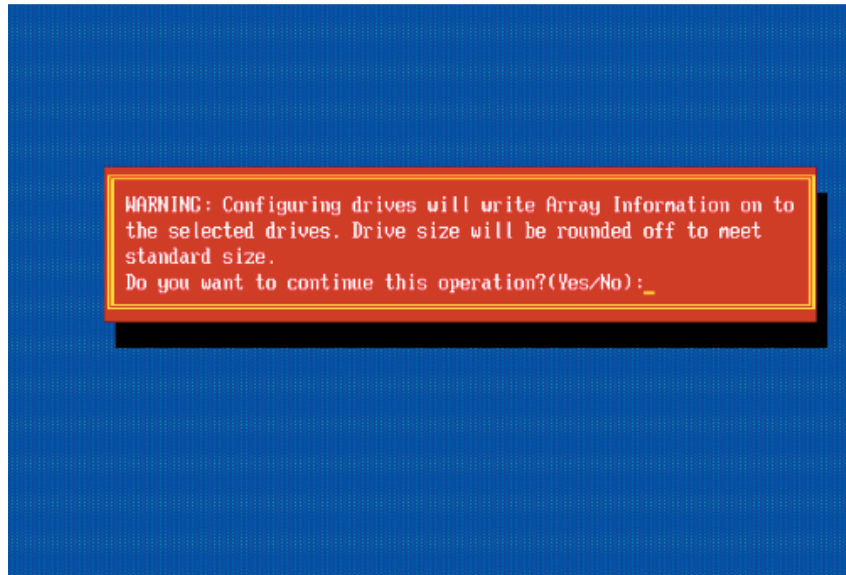 WARNING: Configuring drives will write Array Information on to
the selected drives. Drive size will be rounded off to meet
standard size.
Do you want to continue this operation?(Yes/No):_